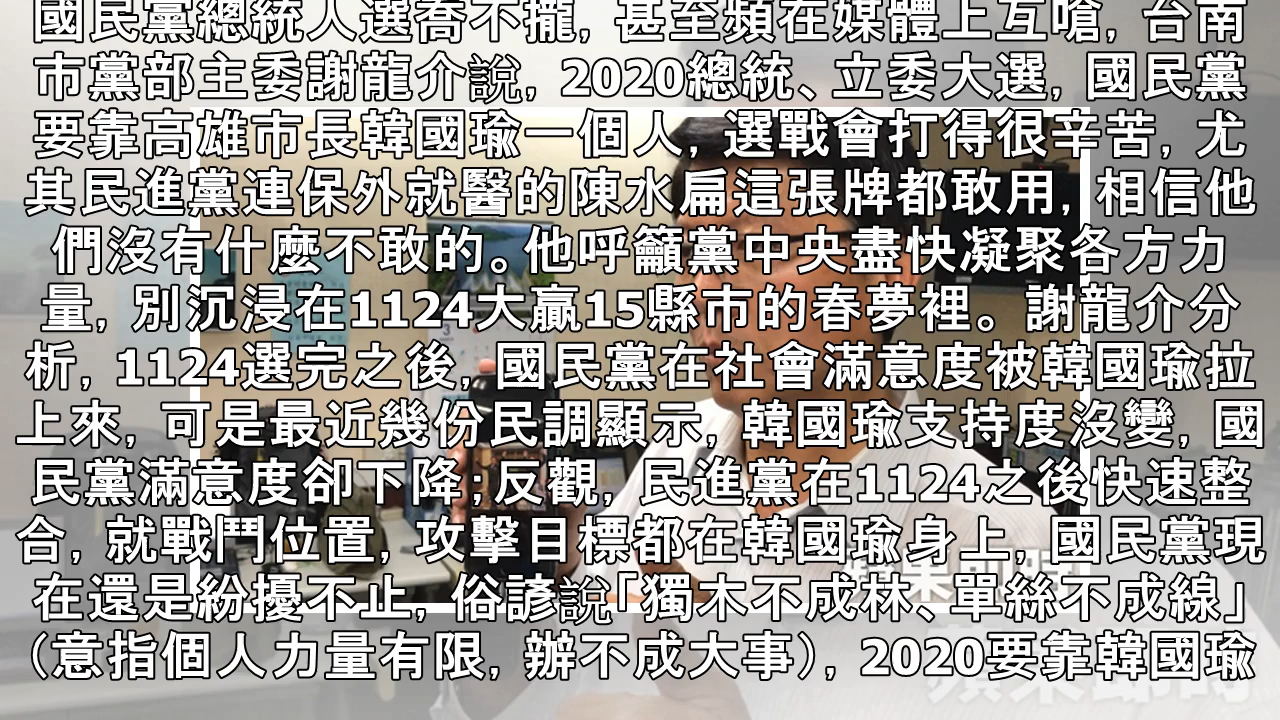 國民黨總統人選喬不攏, 甚至頻在媒體上互嗆, 台南
市黨部主委謝龍介說, 2020總統、立委大選, 國民黨
要靠高雄市長韓國瑜一個人, 選戰會打得很辛苦, 尤
其民進黨連保外就醫的陳水扁這張牌都敢用, 相信他
們沒有什麼不敢的。他呼籲黨中央盡快凝聚各方力
量, 別沉浸在1124大贏15縣市的春夢裡。謝龍介分
析, 1124選完之後, 國民黨在社會滿意度被韓國瑜拉
上來, 可是最近幾份民調顯示, 韓國瑜支持度沒變, 國
民黨滿意度卻下降;反觀, 民進黨在1124之後快速整
合, 就戰鬥位置, 攻擊目標都在韓國瑜身上, 國民黨現
在還是紛擾不止, 俗諺說「獨木不成林、單絲不成線」
(意指個人力量有限, 辦不成大事), 2020要靠韓國瑜
蘋果即時